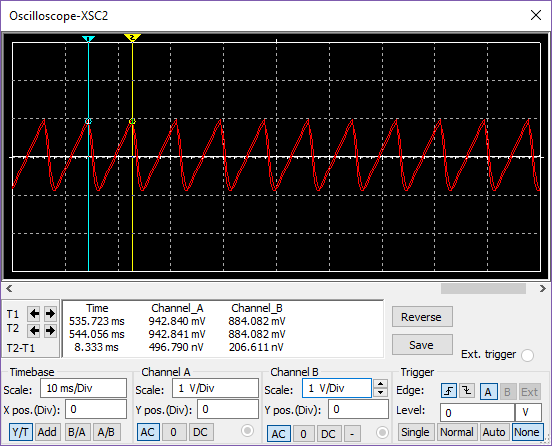 Oscilloscope-XSC2
1 2
T1
T2
T2-T1
Time Channel_A Channel_B
535.723 ms 942.840 mV 884.082 mV
544.056 ms 942.841 mV 884.082 mV
8.333 ms 496.790 nV 206.611 nV
Reverse
Save
Ext. trigger
Timebase
Scale: 10 ms/Div
X pos.(Div): 0
Y/T Add B/A A/B
Channel A
Scale: 1 V/Div
Y pos.(Div): 0
AC 0 DC
Channel B
Scale: 1 V/Div
Y pos.(Div): 0
AC 0 DC -
Trigger
Edge: A B Ext
Level: 0 V
Single Normal Auto None